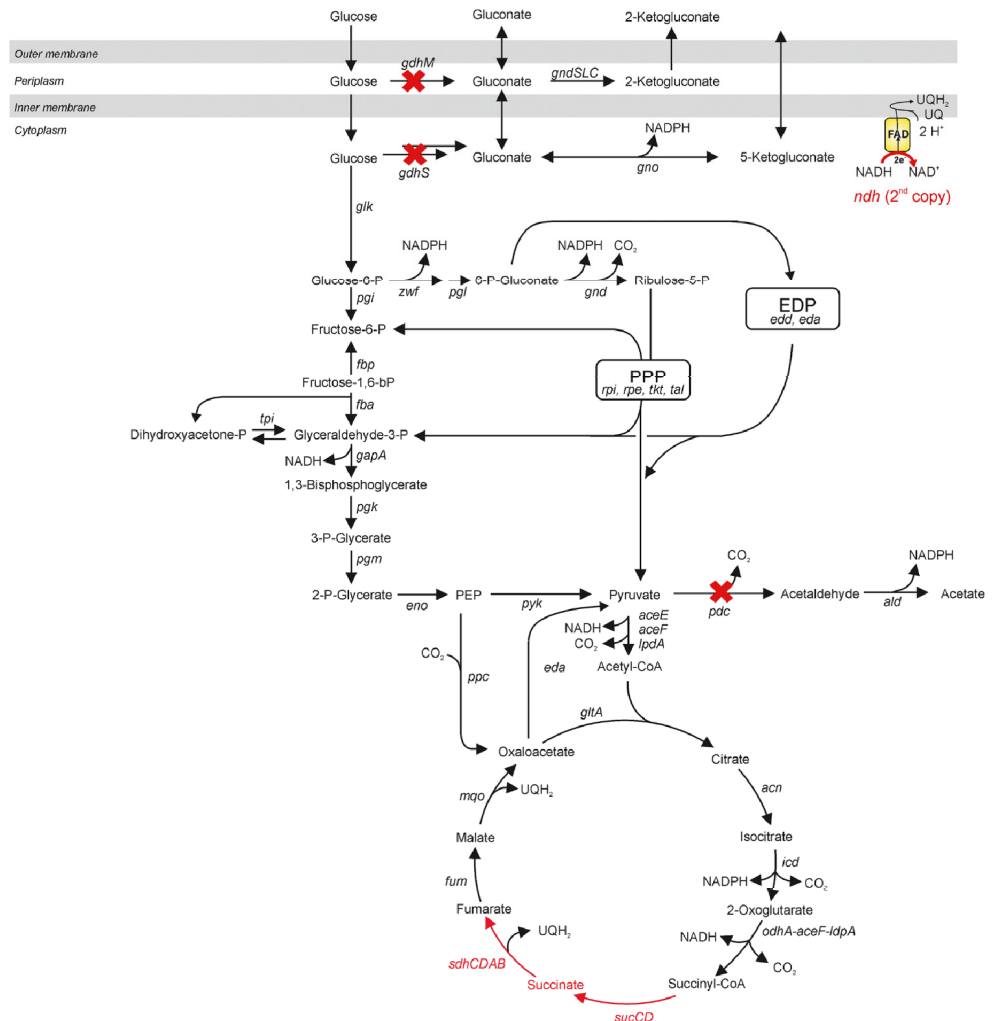 Glucose
Gluconate
2-Ketogluconate
Outer membrane
gdhM
Periplasm
Glucose
Gluconate
gndSLC
2-Ketogluconate
Inner membrane
UQH₂
UQ
Cytoplasm
NADPH
FAD
2 H⁺
2e⁻
Glucose
gdhS
Gluconate
gno
5-Ketogluconate
NADH
NAD⁺
ndh (2nd copy)
glk
NADPH
NADPH
CO₂
Glucose-6-P
zwf
pgl
6-P-Gluconate
gnd
Ribulose-5-P
pgi
EDP
edd, eda
Fructose-6-P
fbp
PPP
rpi, rpe, tkt, tal
Fructose-1,6-bP
fba
tpi
Dihydroxyacetone-P
Glyceraldehyde-3-P
NADH
gapA
1,3-Bisphosphoglycerate
pgk
3-P-Glycerate
pgm
CO₂
NADPH
2-P-Glycerate
eno
PEP
pyk
Pyruvate
pdc
Acetaldehyde
ald
Acetate
NADH
aceE
aceF
CO₂
lpdA
CO₂
ppc
eda
Acetyl-CoA
gltA
Oxaloacetate
Citrate
mqo
UQH₂
acn
Malate
Isocitrate
fum
icd
NADPH
CO₂
Fumarate
2-Oxoglutarate
UQH₂
NADH
odhA-aceF-ldpA
sdhCDAB
CO₂
Succinate
Succinyl-CoA
sucCD